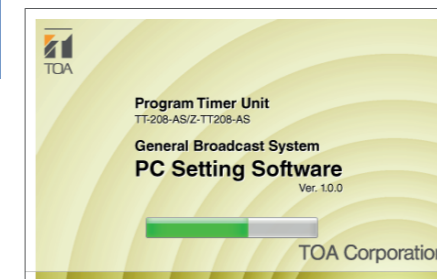 TOA
Program Timer Unit
TT-208-AS/Z-TT208-AS
General Broadcast System
PC Setting Software
Ver. 1.0.0
TOA Corporation